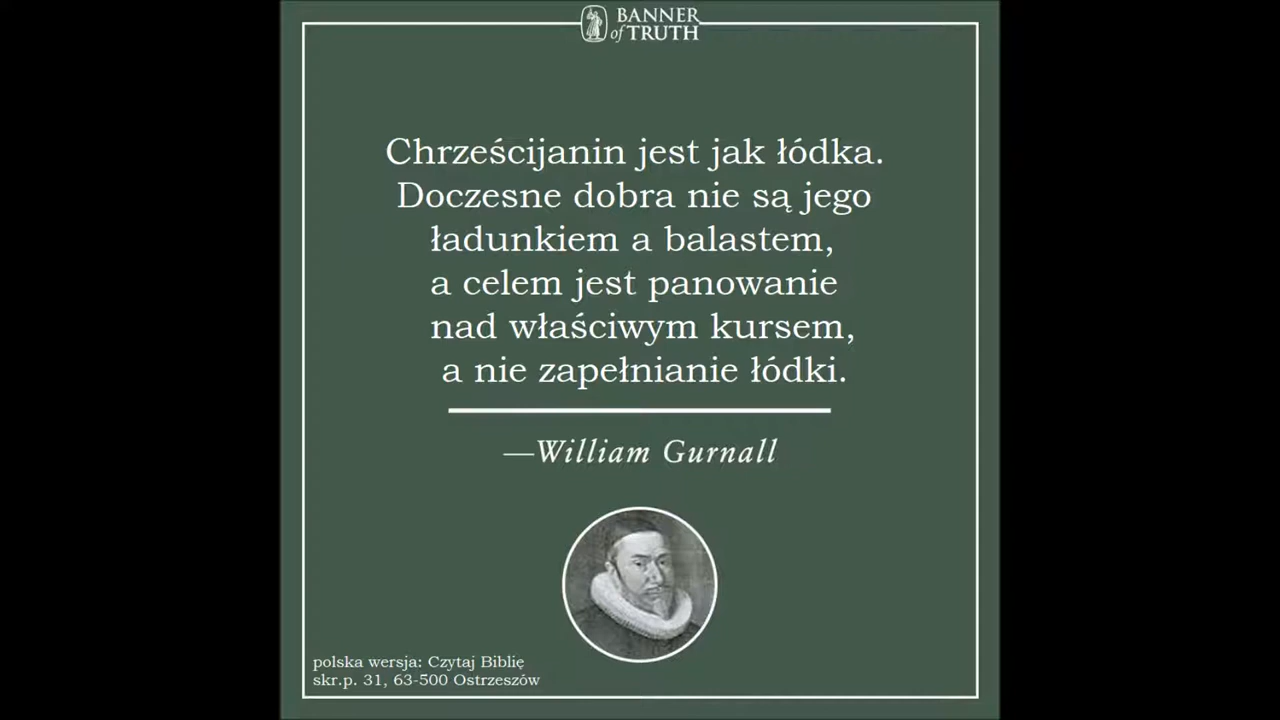 BANNER
of TRUTH
Chrześcijanin jest jak łódka.
Doczesne dobra nie są jego
ładunkiem a balastem,
a celem jest panowanie
nad właściwym kursem,
a nie zapełnianie łódki.
—William Gurnall
polska wersja: Czytaj Biblię
skr.p. 31, 63-500 Ostrzeszów